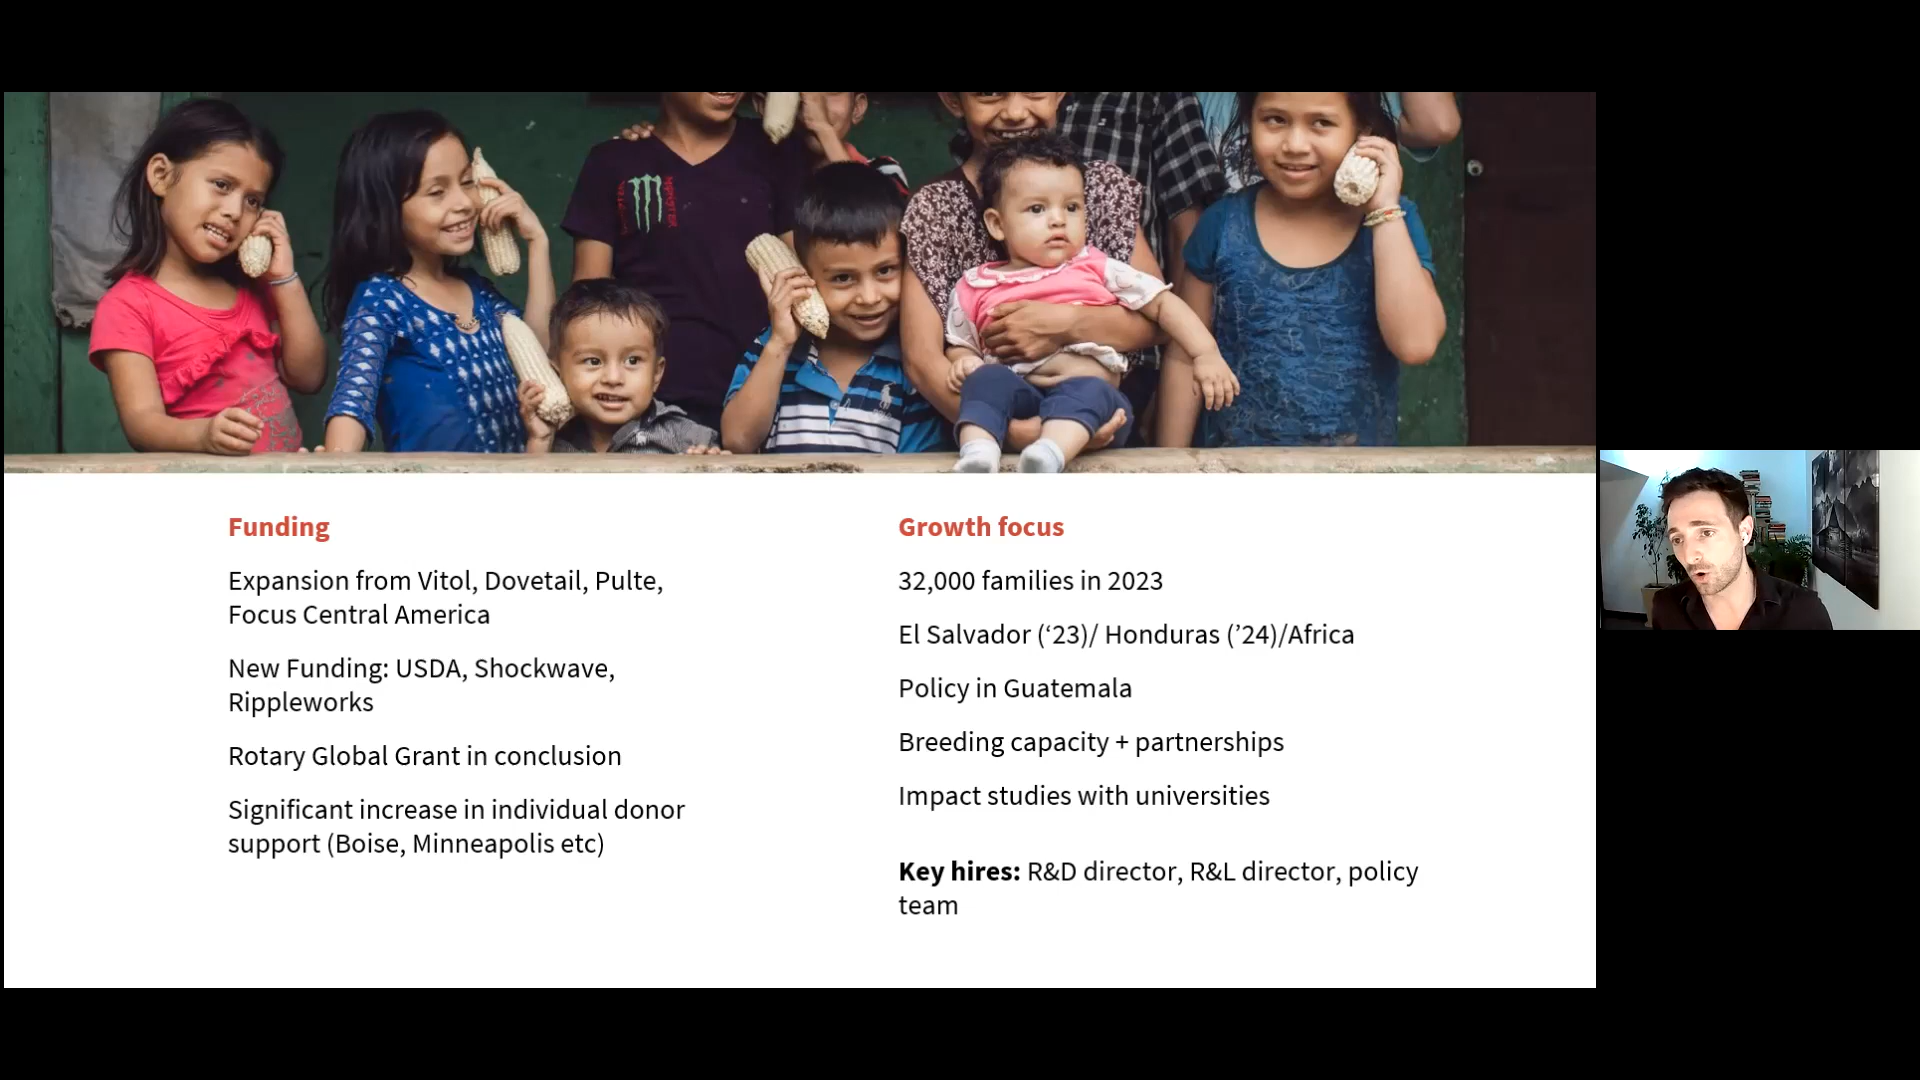 MONSTER
Funding
Expansion from Vitol, Dovetail, Pulte,
Focus Central America
New Funding: USDA, Shockwave,
Rippleworks
Rotary Global Grant in conclusion
Significant increase in individual donor
support (Boise, Minneapolis etc)
Growth focus
32,000 families in 2023
El Salvador (‘23)/ Honduras (’24)/Africa
Policy in Guatemala
Breeding capacity + partnerships
Impact studies with universities
Key hires: R&D director, R&L director, policy
team